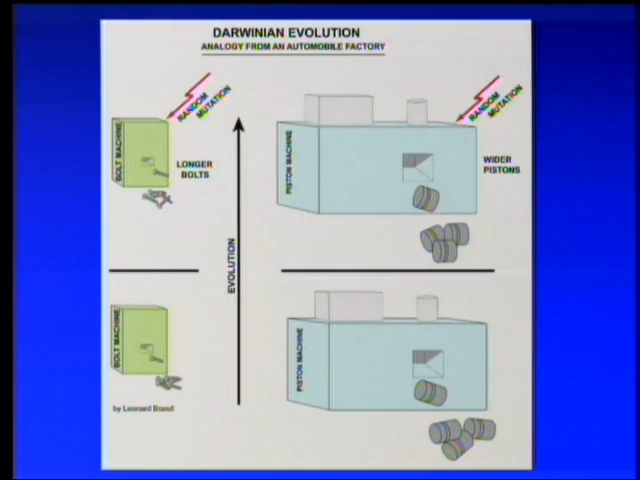 DARWINIAN EVOLUTION
ANALOGY FROM AN AUTOMOBILE FACTORY
RANDOM
MUTATION
RANDOM
MUTATION
BOLT MACHINE
LONGER
BOLTS
PISTON MACHINE
WIDER
PISTONS
EVOLUTION
BOLT MACHINE
PISTON MACHINE
by Leonard Brand